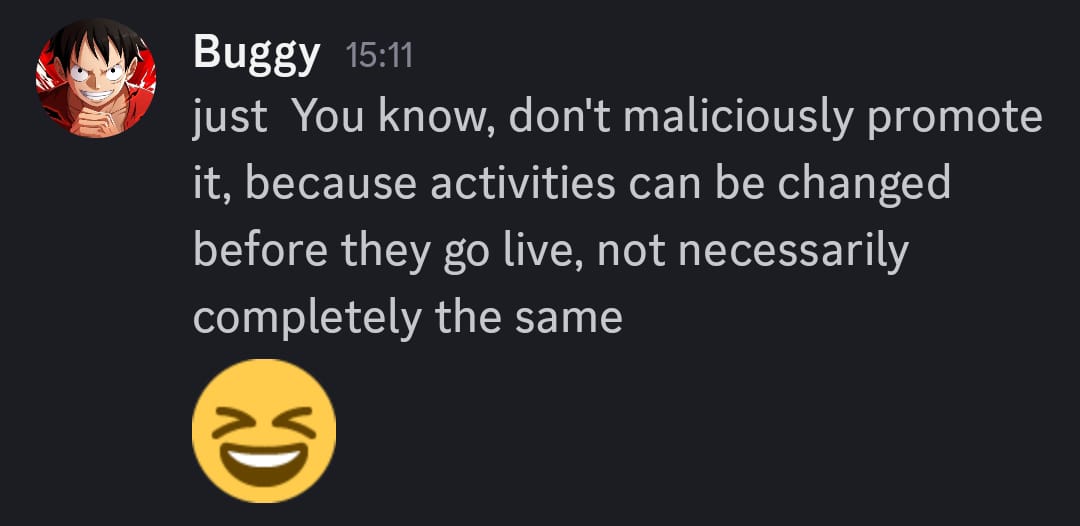 Buggy 15:11
just  You know, don't maliciously promote
it, because activities can be changed
before they go live, not necessarily
completely the same